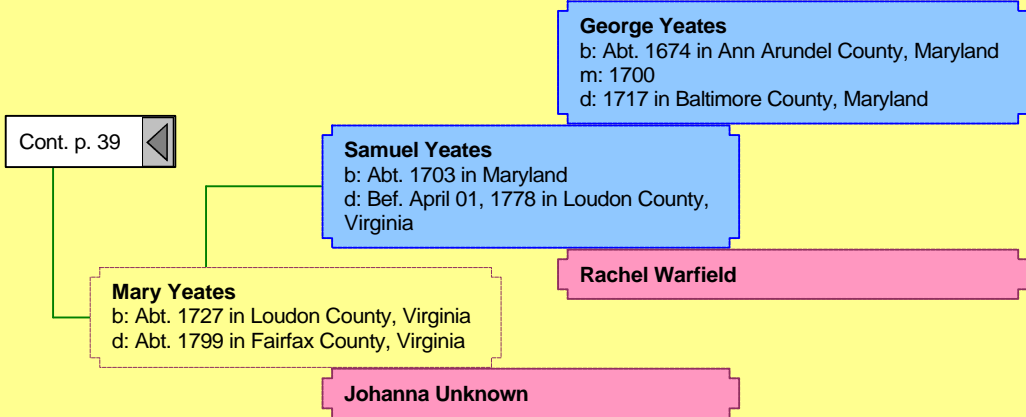 George Yeates
b: Abt. 1674 in Ann Arundel County, Maryland
m: 1700
d: 1717 in Baltimore County, Maryland
Cont. p. 39
Samuel Yeates
b: Abt. 1703 in Maryland
d: Bef. April 01, 1778 in Loudon County,
Virginia
Rachel Warfield
Mary Yeates
b: Abt. 1727 in Loudon County, Virginia
d: Abt. 1799 in Fairfax County, Virginia
Johanna Unknown